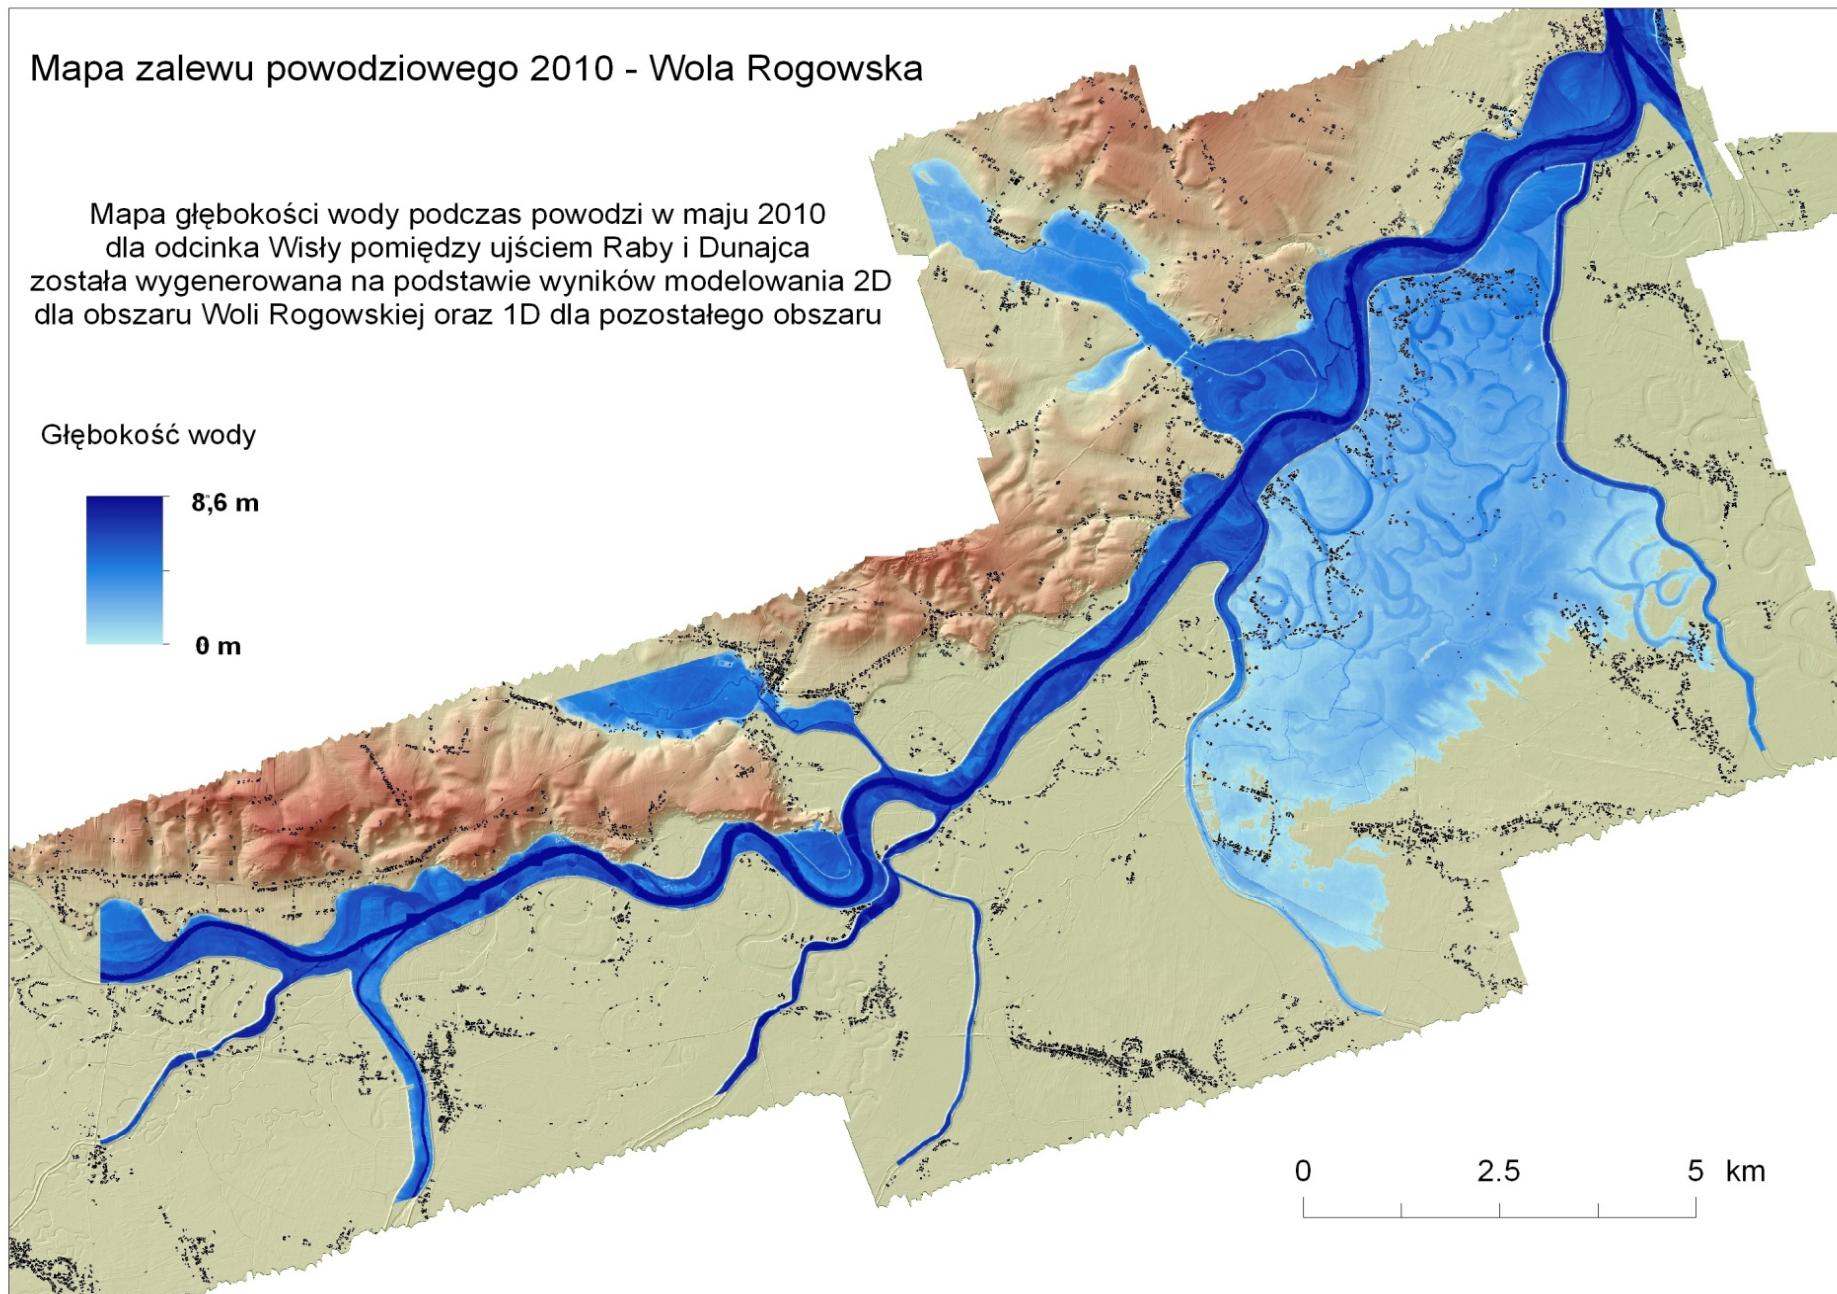 Mapa zalewu powodziowego 2010 - Wola Rogowska
Mapa głębokości wody podczas powodzi w maju 2010
dla odcinka Wisły pomiędzy ujściem Raby i Dunajca
została wygenerowana na podstawie wyników modelowania 2D
dla obszaru Woli Rogowskiej oraz 1D dla pozostałego obszaru
Głębokość wody
8,6 m
0 m
0 2.5 5 km